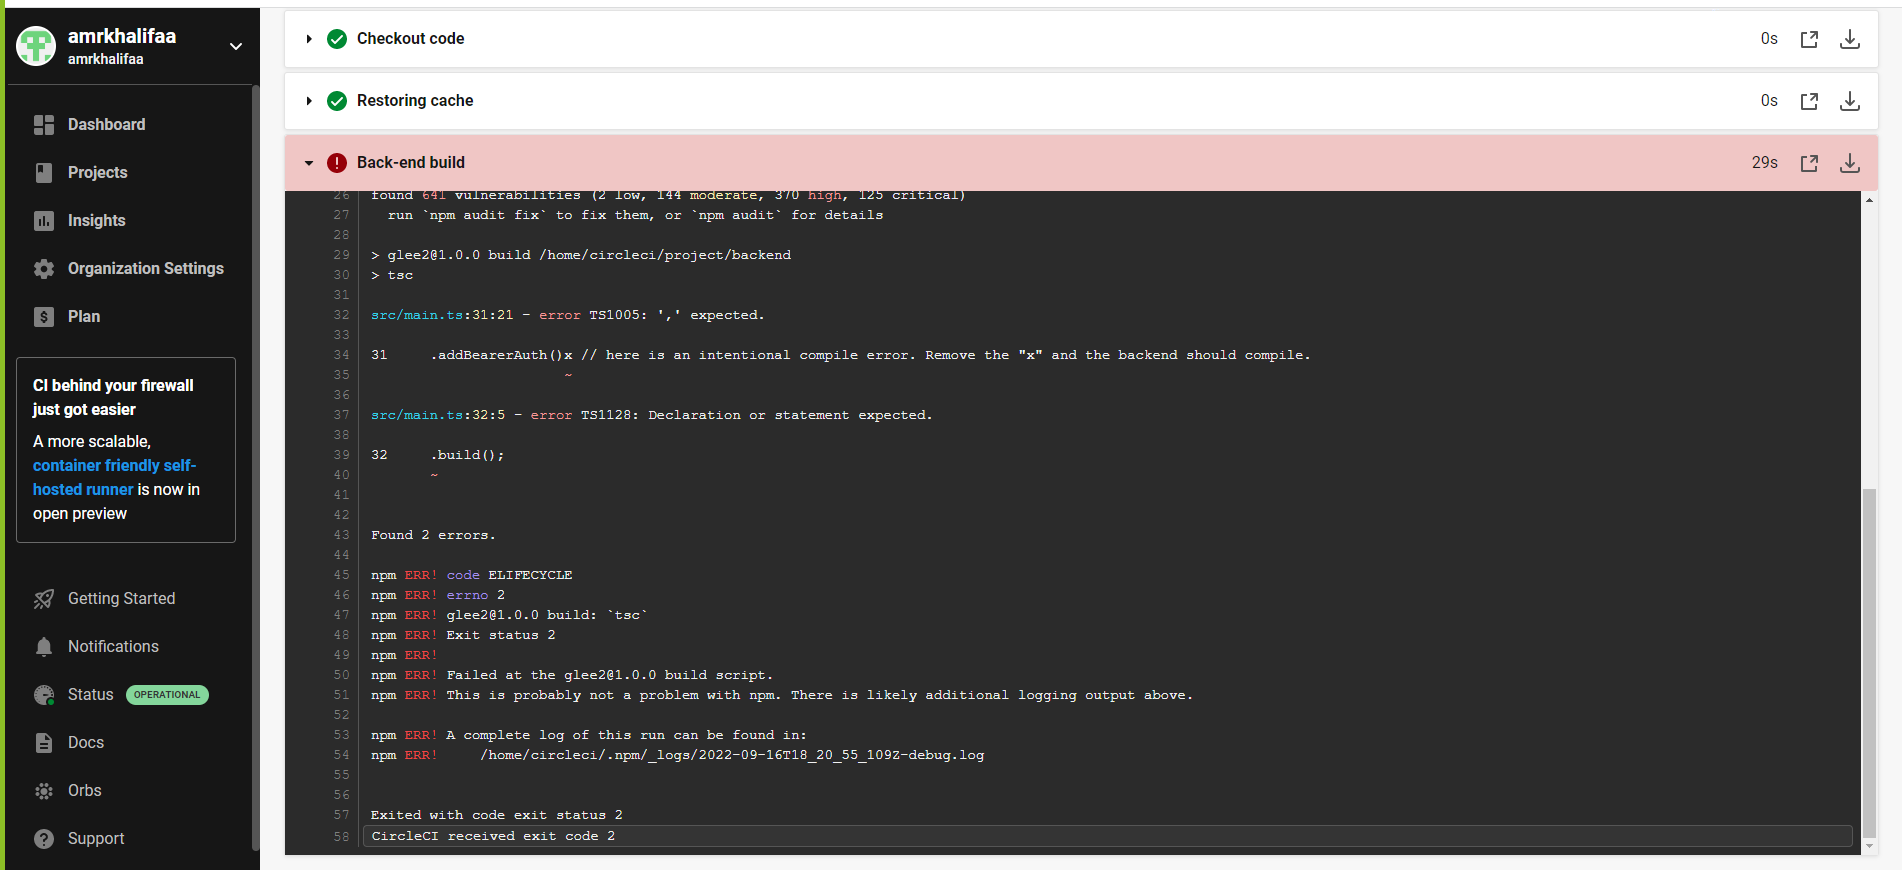 amrkhalifaa
amrkhalifaa
Dashboard
Projects
Insights
Organization Settings
Plan
CI behind your firewall
just got easier
A more scalable,
container friendly self-
hosted runner is now in
open preview
Getting Started
Notifications
Status OPERATIONAL
Docs
Orbs
Support
Checkout code 0s
Restoring cache 0s
Back-end build 29s
26 found 641 vulnerabilities (2 low, 144 moderate, 370 high, 125 critical)
27 run `npm audit fix` to fix them, or `npm audit` for details
28
29 > glee2@1.0.0 build /home/circleci/project/backend
30 > tsc
31
32 src/main.ts:31:21 - error TS1005: ',' expected.
33
34 31 .addBearerAuth()x // here is an intentional compile error. Remove the "x" and the backend should compile.
35 ~
36
37 src/main.ts:32:5 - error TS1128: Declaration or statement expected.
38
39 32 .build();
40 ~
41
42
43 Found 2 errors.
44
45 npm ERR! code ELIFECYCLE
46 npm ERR! errno 2
47 npm ERR! glee2@1.0.0 build: `tsc`
48 npm ERR! Exit status 2
49 npm ERR!
50 npm ERR! Failed at the glee2@1.0.0 build script.
51 npm ERR! This is probably not a problem with npm. There is likely additional logging output above.
52
53 npm ERR! A complete log of this run can be found in:
54 npm ERR! /home/circleci/.npm/_logs/2022-09-16T18_20_55_109Z-debug.log
55
56
57 Exited with code exit status 2
58 CircleCI received exit code 2